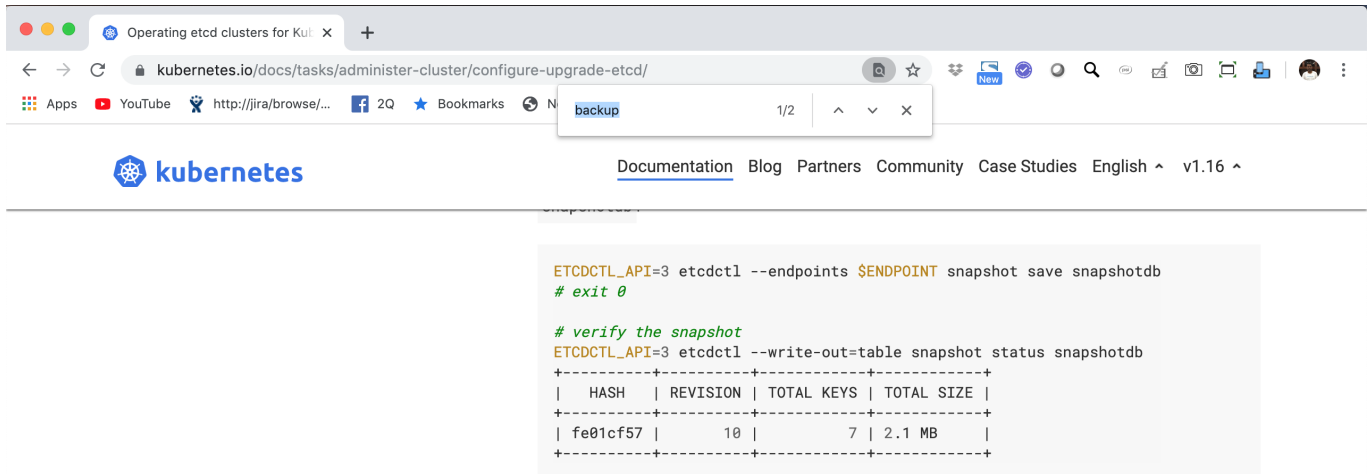 Operating etcd clusters for Kub
kubernetes.io/docs/tasks/administer-cluster/configure-upgrade-etcd/
New
Apps YouTube http://jira/browse/... 2Q Bookmarks
backup 1/2
kubernetes Documentation Blog Partners Community Case Studies English v1.16
ETCDCTL_API=3 etcdctl --endpoints $ENDPOINT snapshot save snapshotdb
# exit 0
# verify the snapshot
ETCDCTL_API=3 etcdctl --write-out=table snapshot status snapshotdb
+----------+----------+------------+------------+
| HASH | REVISION | TOTAL KEYS | TOTAL SIZE |
+----------+----------+------------+------------+
| fe01cf57 | 10 | 7 | 2.1 MB |
+----------+----------+------------+------------+